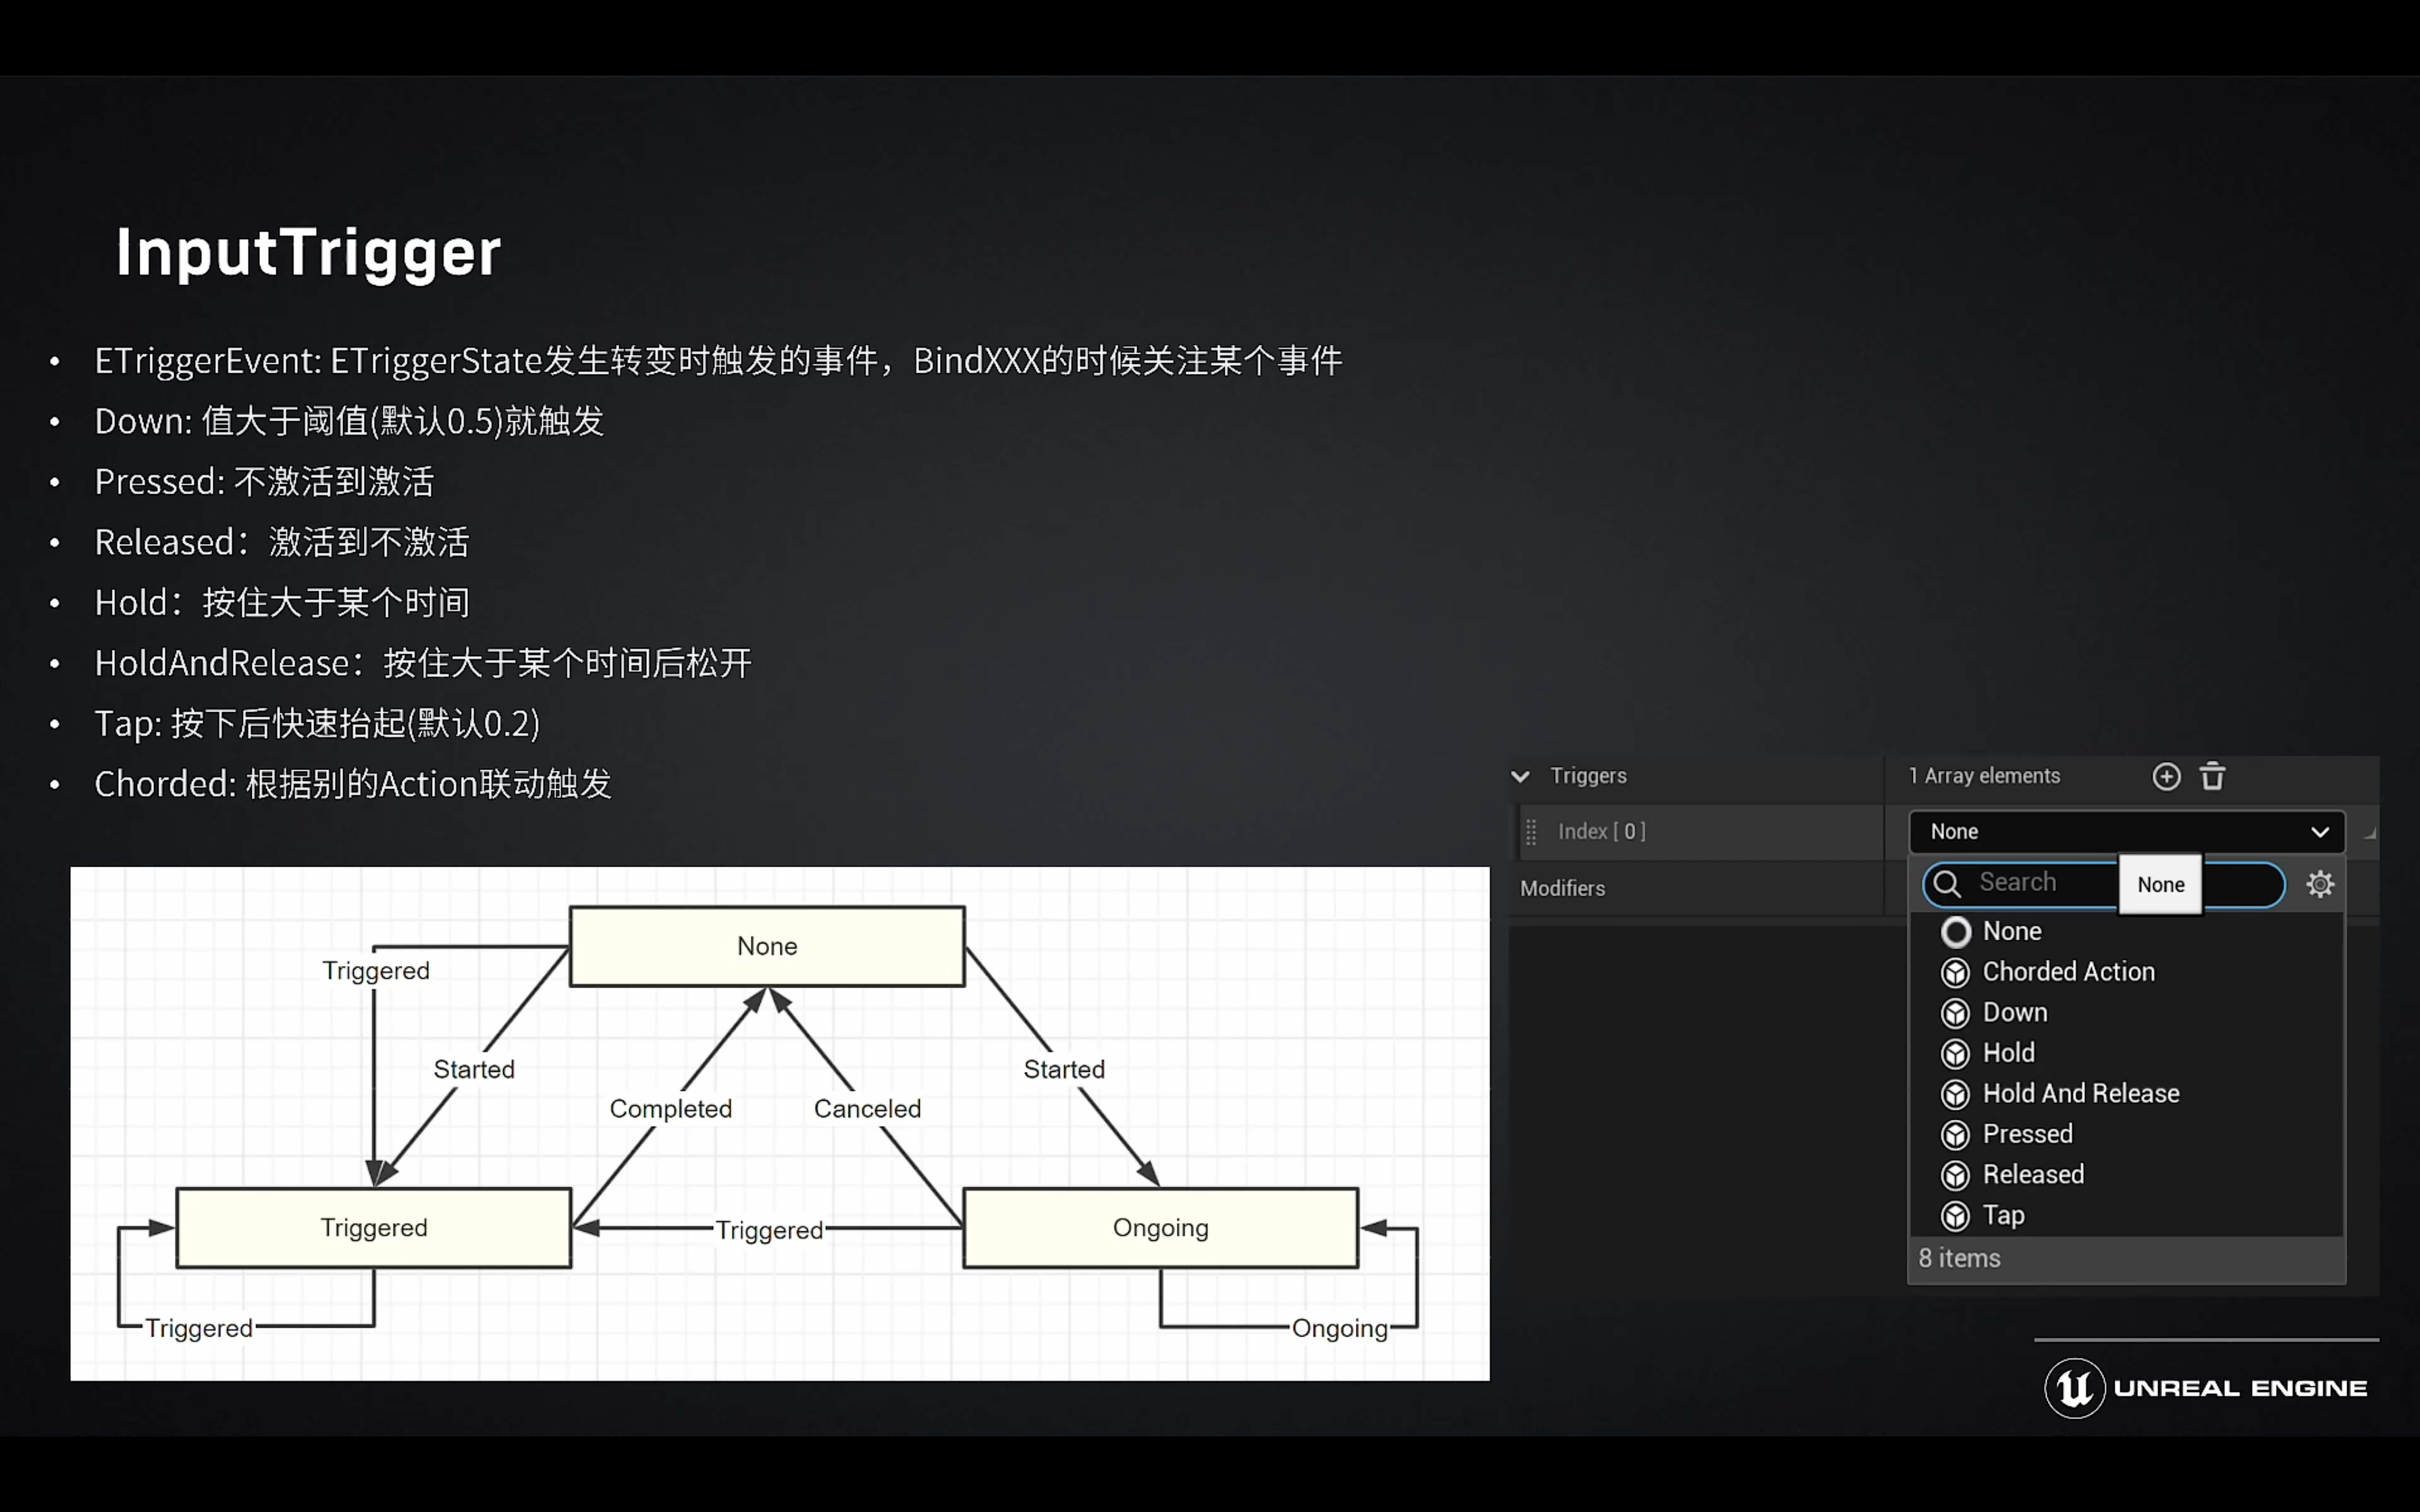 InputTrigger
• ETriggerEvent: ETriggerState发生转变时触发的事件，BindXXX的时候关注某个事件
• Down: 值大于阈值(默认0.5)就触发
• Pressed: 不激活到激活
• Released：激活到不激活
• Hold：按住大于某个时间
• HoldAndRelease：按住大于某个时间后松开
• Tap: 按下后快速抬起(默认0.2)
• Chorded: 根据别的Action联动触发
None
Triggered
Started
Started
Completed
Canceled
Triggered
Triggered
Ongoing
Triggered
Ongoing
Triggers
1 Array elements
Index [ 0 ]
None
Modifiers
Search
None
None
Chorded Action
Down
Hold
Hold And Release
Pressed
Released
Tap
8 items
UNREAL ENGINE